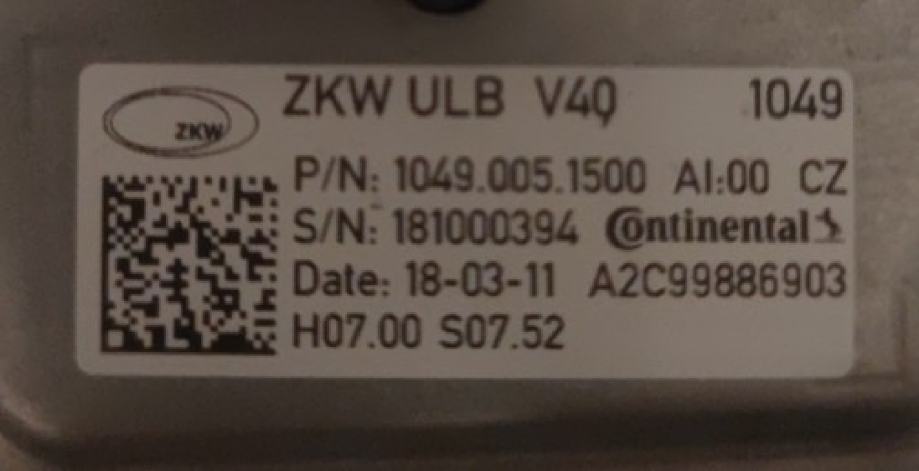 ZKW ULB V4Q 1049
ZKW
P/N: 1049.005.1500 AI:00 CZ
S/N: 181000394 Continental
Date: 18-03-11 A2C99886903
H07.00 S07.52